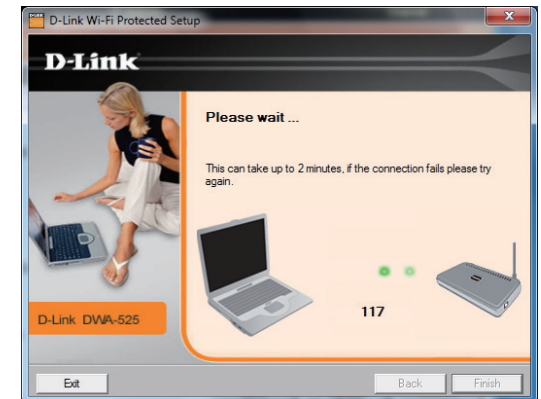 D-Link Wi-Fi Protected Setup
D-Link
Please wait ...
This can take up to 2 minutes, if the connection fails please try
again.
117
D-Link DWA-525
Exit
Back
Finish